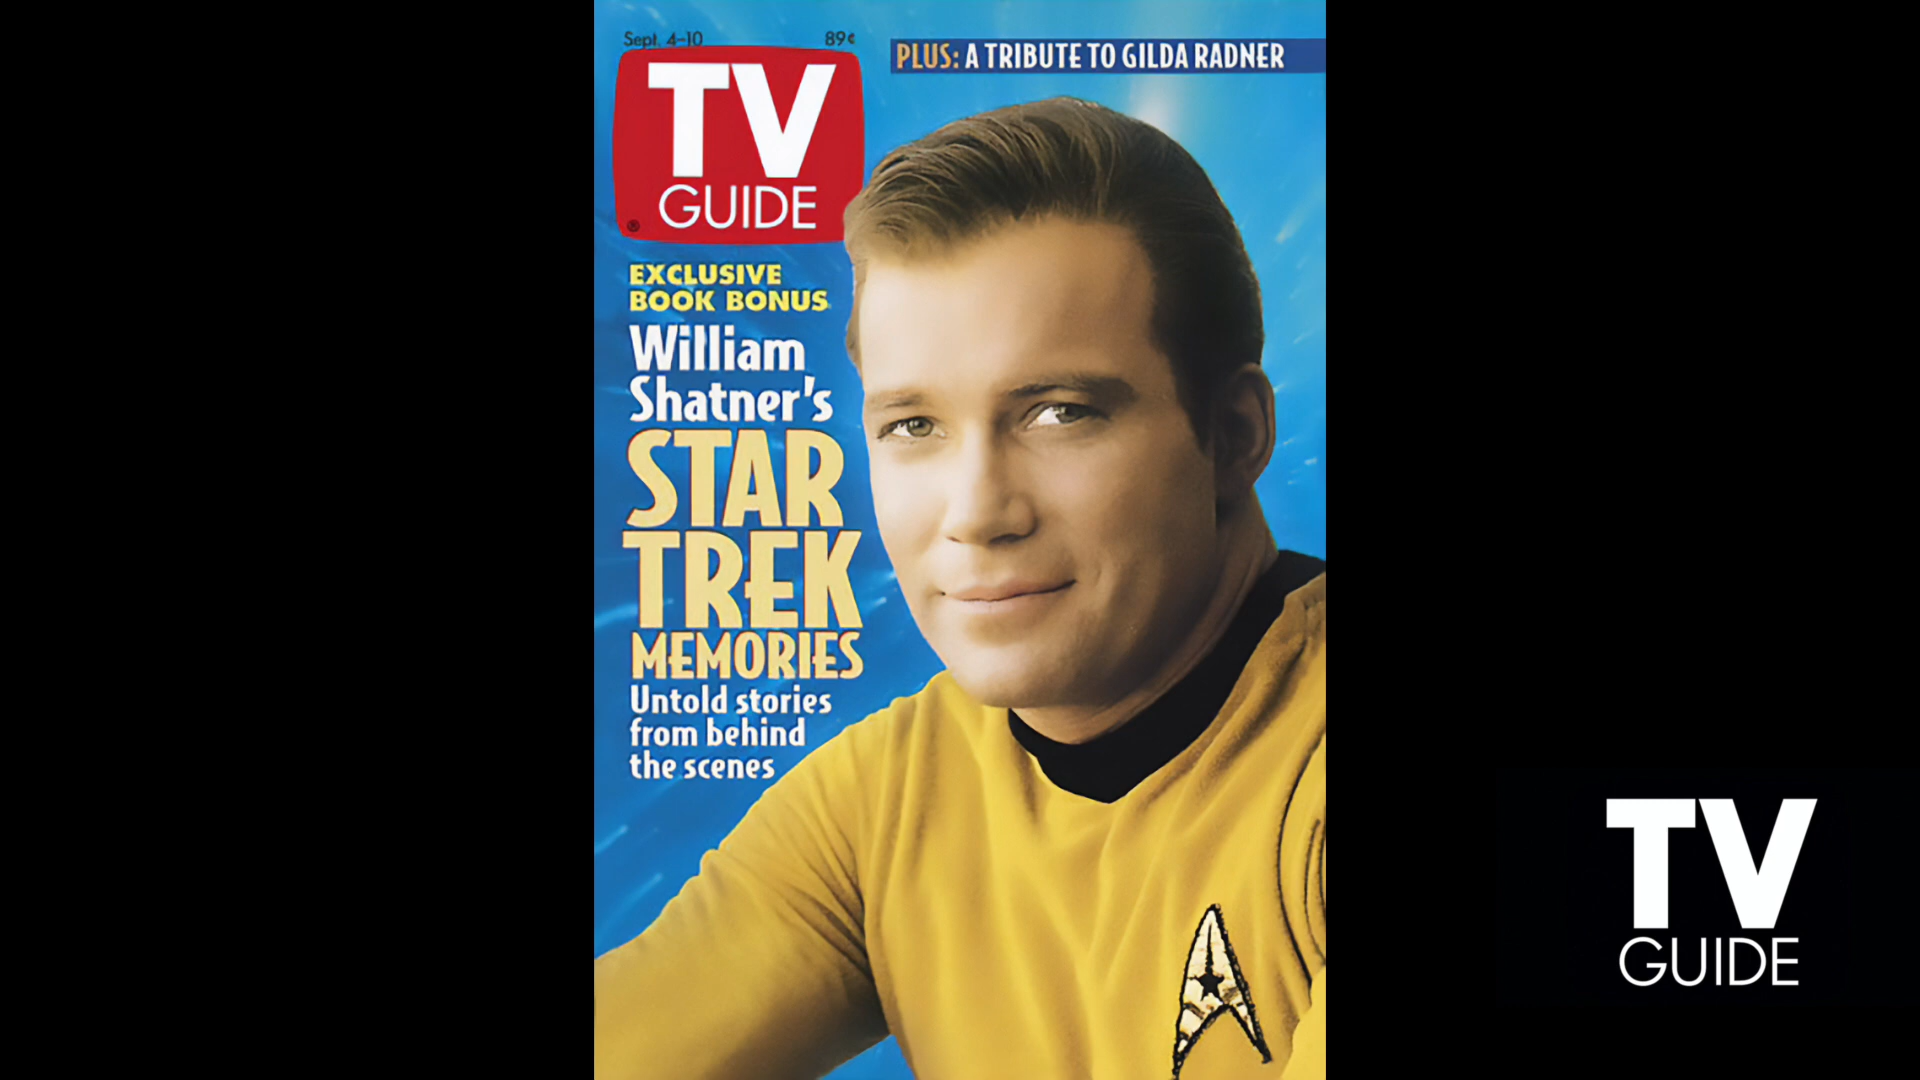 Sept. 4–10
89¢
PLUS: A TRIBUTE TO GILDA RADNER
TV
GUIDE
®
EXCLUSIVE
BOOK BONUS
William
Shatner's
STAR
TREK
MEMORIES
Untold stories
from behind
the scenes
TV
GUIDE